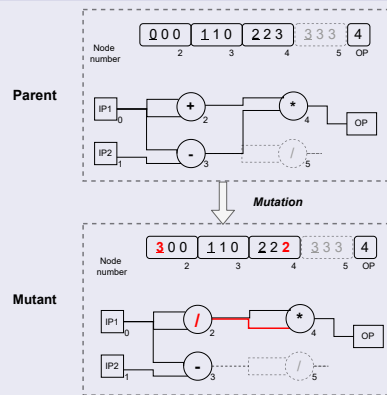 0 0 0 1 1 0 2 2 3 3 3 3 4
Node number 2 3 4 5 OP
Parent
IP1 0 + 2 * 4 OP
IP2 1 - 3 / 5
Mutation
3 0 0 1 1 0 2 2 2 3 3 3 4
Node number 2 3 4 5 OP
Mutant
IP1 0 / 2 * 4 OP
IP2 1 - 3 / 5